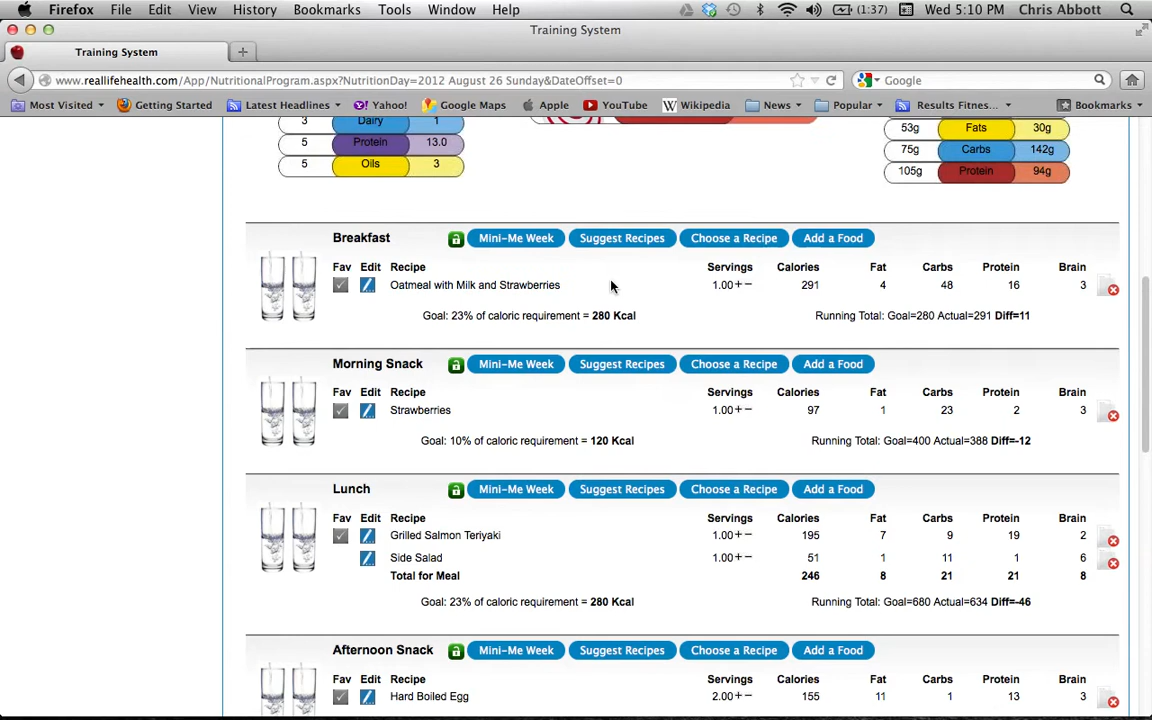 Firefox File Edit View History Bookmarks Tools Window Help (1:37) Wed 5:10 PM Chris Abbott
Training System
Training System
www.reallifehealth.com/App/NutritionalProgram.aspx?NutritionDay=2012 August 26 Sunday&DateOffset=0 Google
Most Visited Getting Started Latest Headlines Yahoo! Google Maps Apple YouTube Wikipedia News Popular Results Fitnes... Bookmarks
3 Dairy 1 53g Fats 30g
5 Protein 13.0 75g Carbs 142g
5 Oils 3 105g Protein 94g
Breakfast Mini-Me Week Suggest Recipes Choose a Recipe Add a Food
Fav Edit Recipe Servings Calories Fat Carbs Protein Brain
Oatmeal with Milk and Strawberries 1.00+− 291 4 48 16 3
Goal: 23% of caloric requirement = 280 Kcal Running Total: Goal=280 Actual=291 Diff=11
Morning Snack Mini-Me Week Suggest Recipes Choose a Recipe Add a Food
Fav Edit Recipe Servings Calories Fat Carbs Protein Brain
Strawberries 1.00+− 97 1 23 2 3
Goal: 10% of caloric requirement = 120 Kcal Running Total: Goal=400 Actual=388 Diff=-12
Lunch Mini-Me Week Suggest Recipes Choose a Recipe Add a Food
Fav Edit Recipe Servings Calories Fat Carbs Protein Brain
Grilled Salmon Teriyaki 1.00+− 195 7 9 19 2
Side Salad 1.00+− 51 1 11 1 6
Total for Meal 246 8 21 21 8
Goal: 23% of caloric requirement = 280 Kcal Running Total: Goal=680 Actual=634 Diff=-46
Afternoon Snack Mini-Me Week Suggest Recipes Choose a Recipe Add a Food
Fav Edit Recipe Servings Calories Fat Carbs Protein Brain
Hard Boiled Egg 2.00+− 155 11 1 13 3